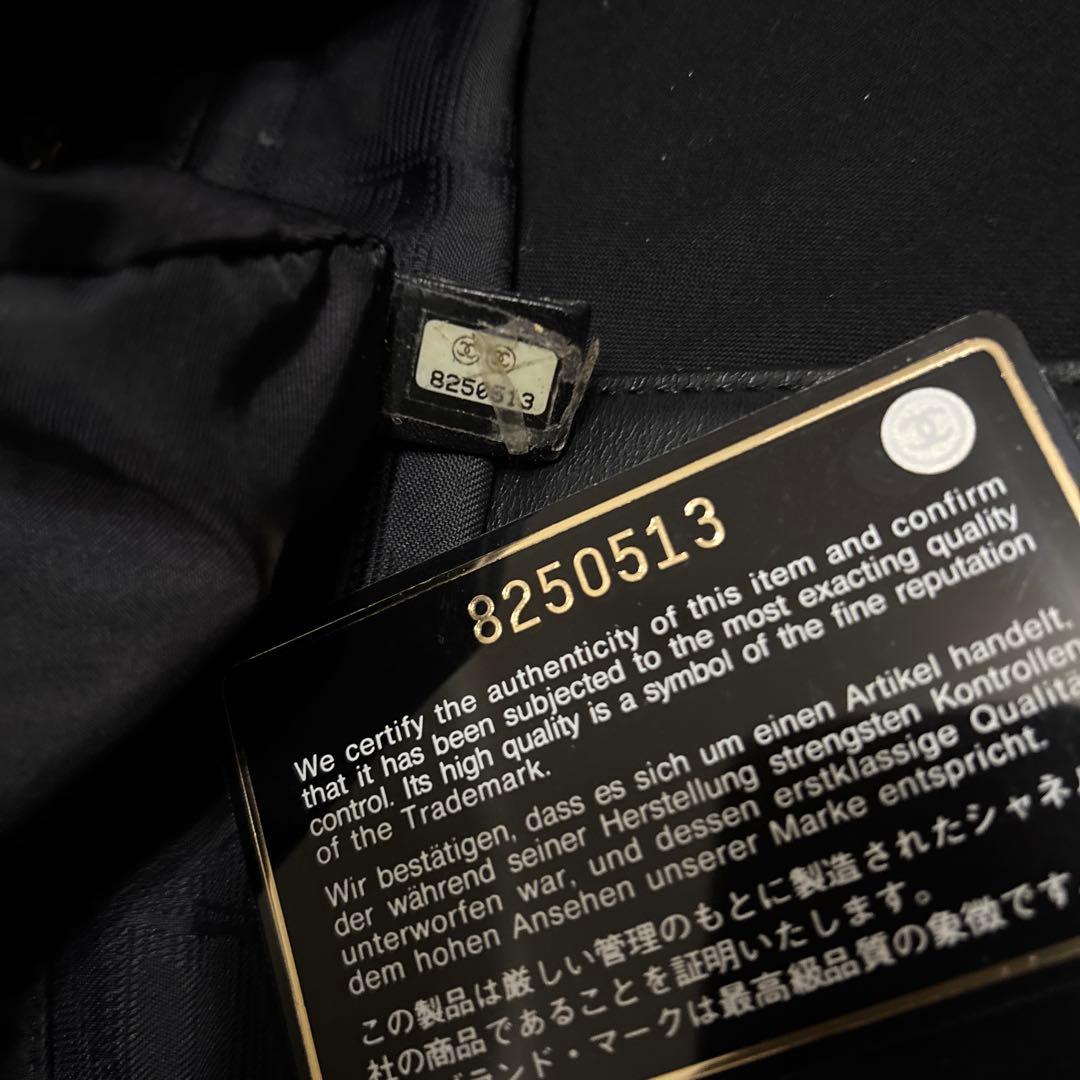 8250513
8250513
We certify the authenticity of this item and confirm
that it has been subjected to the most exacting quality
control. Its high quality is a symbol of the fine reputation
of the Trademark.
Wir bestätigen, dass es sich um einen Artikel handelt,
der während seiner Herstellung strengsten Kontrollen
unterworfen war, und dessen erstklassige Qualitä
dem hohen Ansehen unserer Marke entspricht.
この製品は厳しい管理のもとに製造されたシャネル
社の商品であることを証明いたします。
ブランド・マークは最高級品質の象徴です